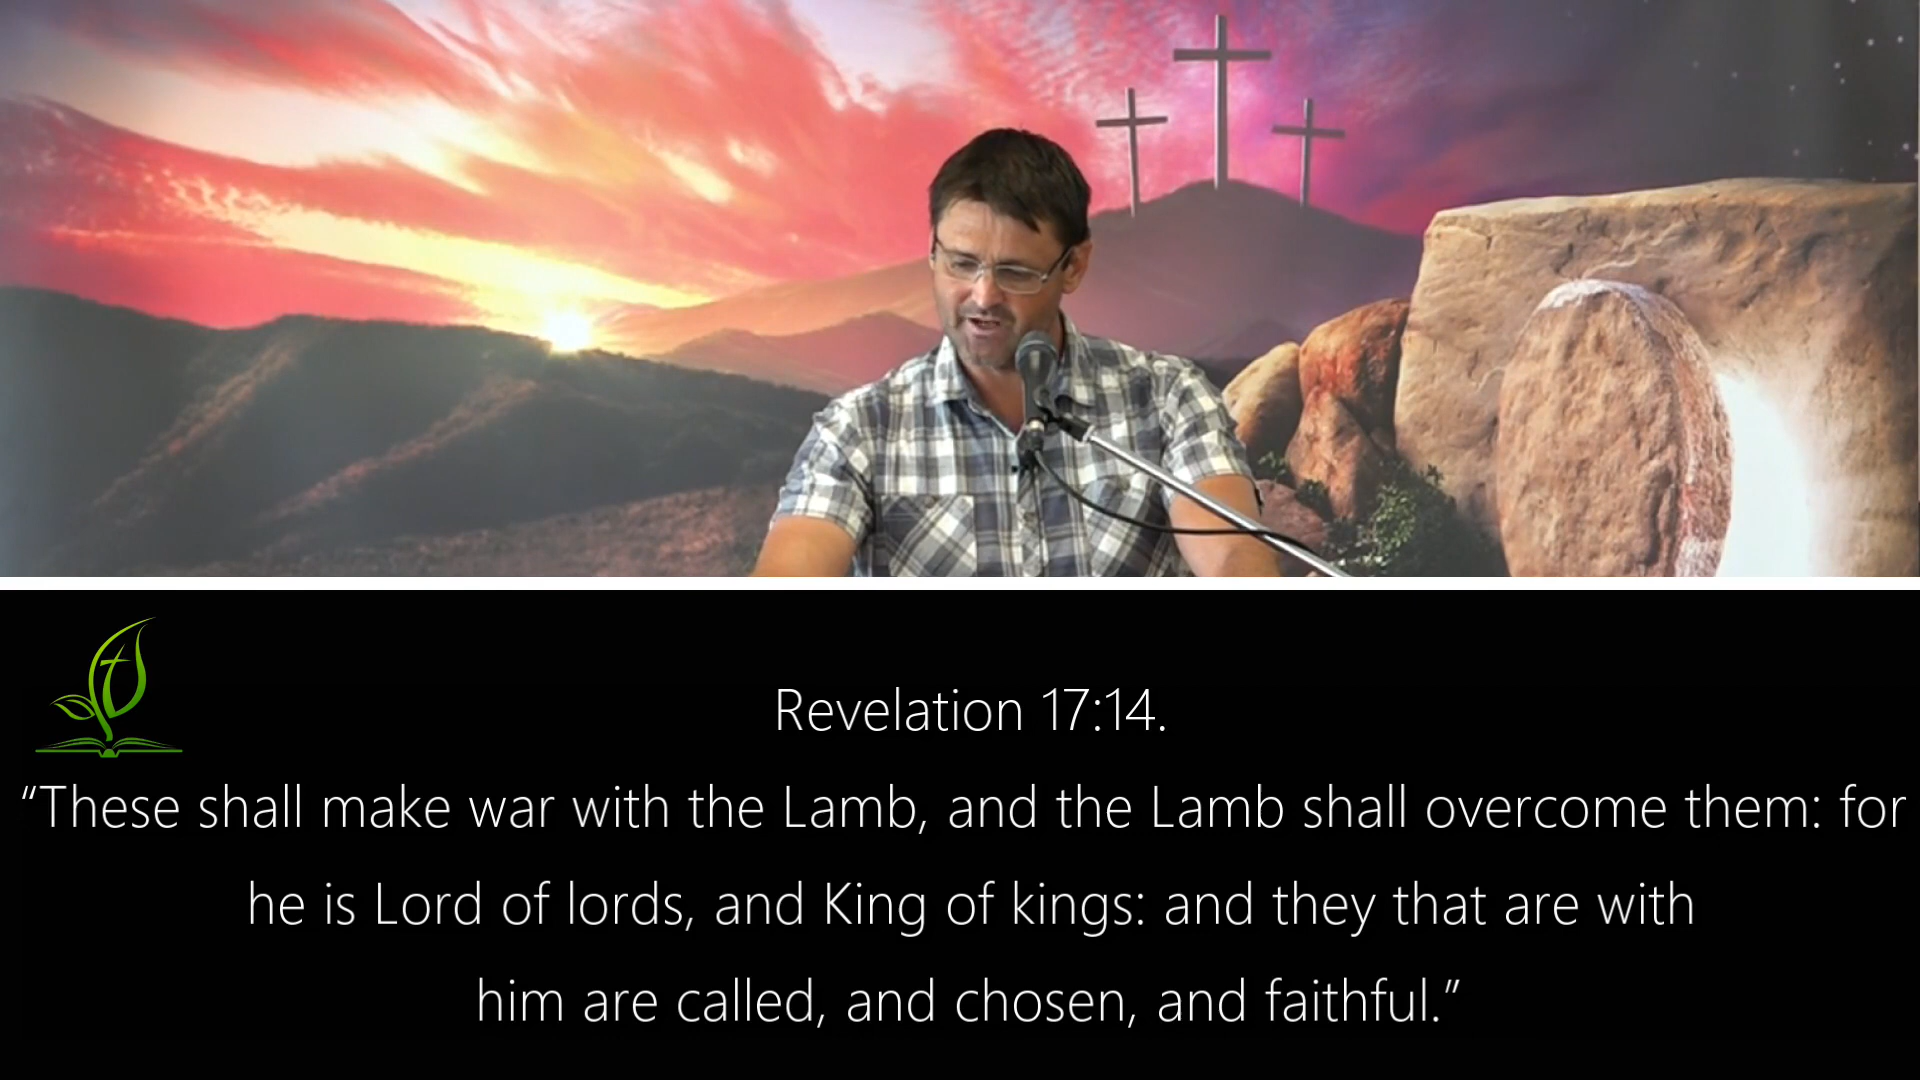 Revelation 17:14.
“These shall make war with the Lamb, and the Lamb shall overcome them: for
he is Lord of lords, and King of kings: and they that are with
him are called, and chosen, and faithful.”